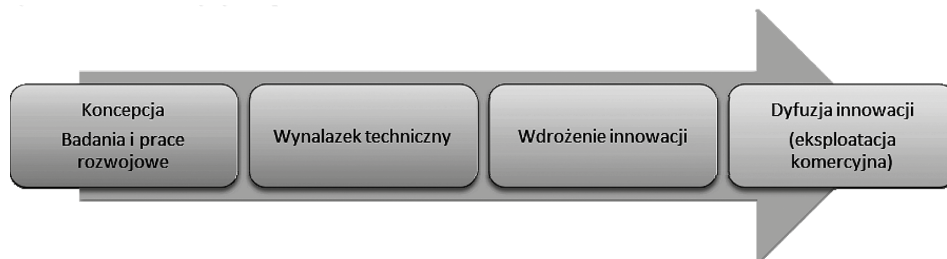 Koncepcja
Badania i prace
rozwojowe
Wynalazek techniczny
Wdrożenie innowacji
Dyfuzja innowacji
(eksploatacja
komercyjna)